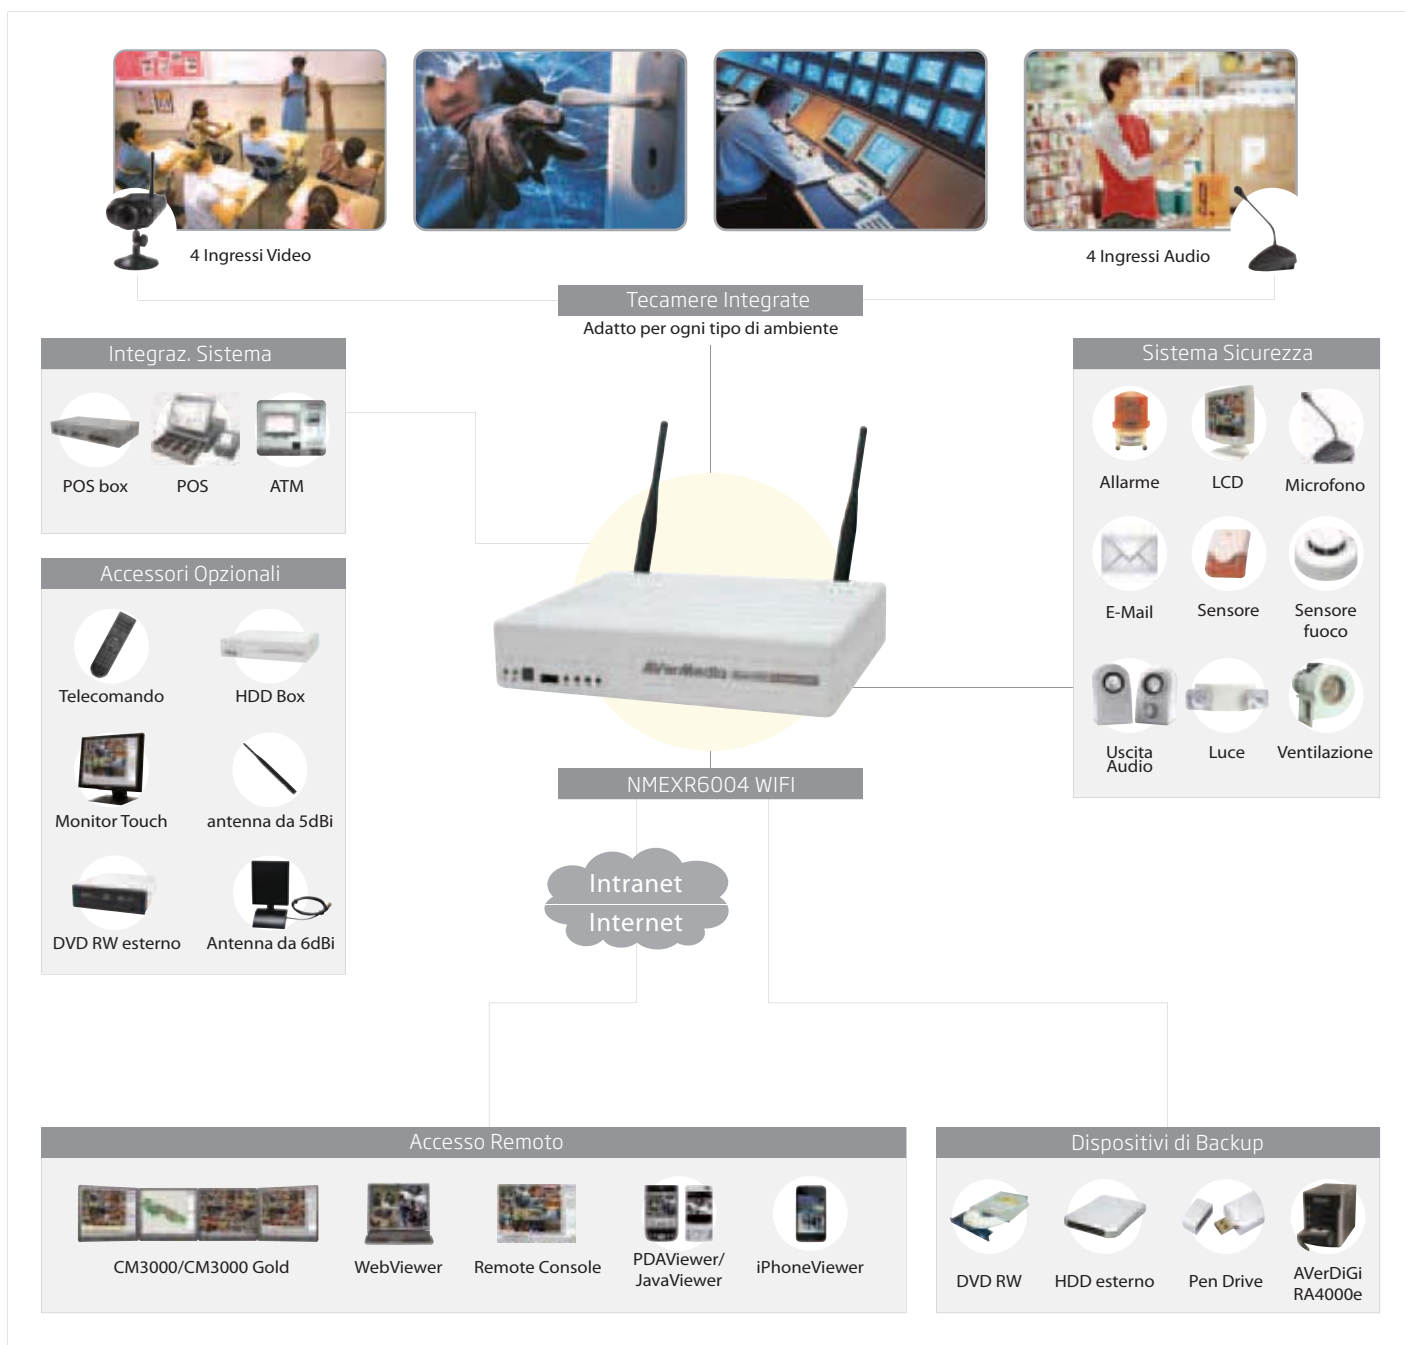 4 Ingressi Video
4 Ingressi Audio
Tecamere Integrate
Adatto per ogni tipo di ambiente
Integraz. Sistema
POS box
POS
ATM
Sistema Sicurezza
Allarme
LCD
Microfono
E-Mail
Sensore
Sensore
fuoco
Uscita
Audio
Luce
Ventilazione
Accessori Opzionali
Telecomando
HDD Box
Monitor Touch
antenna da 5dBi
DVD RW esterno
Antenna da 6dBi
AVerMedia
NMEXR6004 WIFI
Intranet
Internet
Accesso Remoto
CM3000/CM3000 Gold
WebViewer
Remote Console
PDAViewer/
JavaViewer
iPhoneViewer
Dispositivi di Backup
DVD RW
HDD esterno
Pen Drive
AVerDiGi
RA4000e